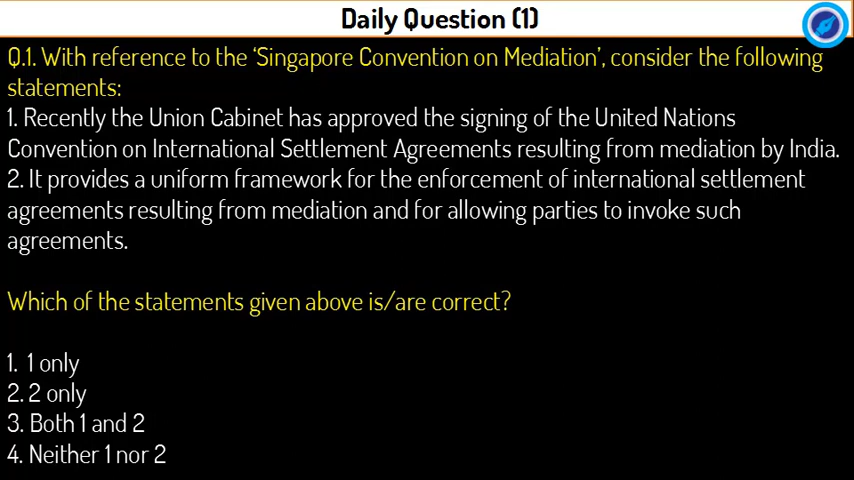 Daily Question (1)
Q.1. With reference to the ‘Singapore Convention on Mediation’, consider the following
statements:
1. Recently the Union Cabinet has approved the signing of the United Nations
Convention on International Settlement Agreements resulting from mediation by India.
2. It provides a uniform framework for the enforcement of international settlement
agreements resulting from mediation and for allowing parties to invoke such
agreements.
Which of the statements given above is/are correct?
1. 1 only
2. 2 only
3. Both 1 and 2
4. Neither 1 nor 2